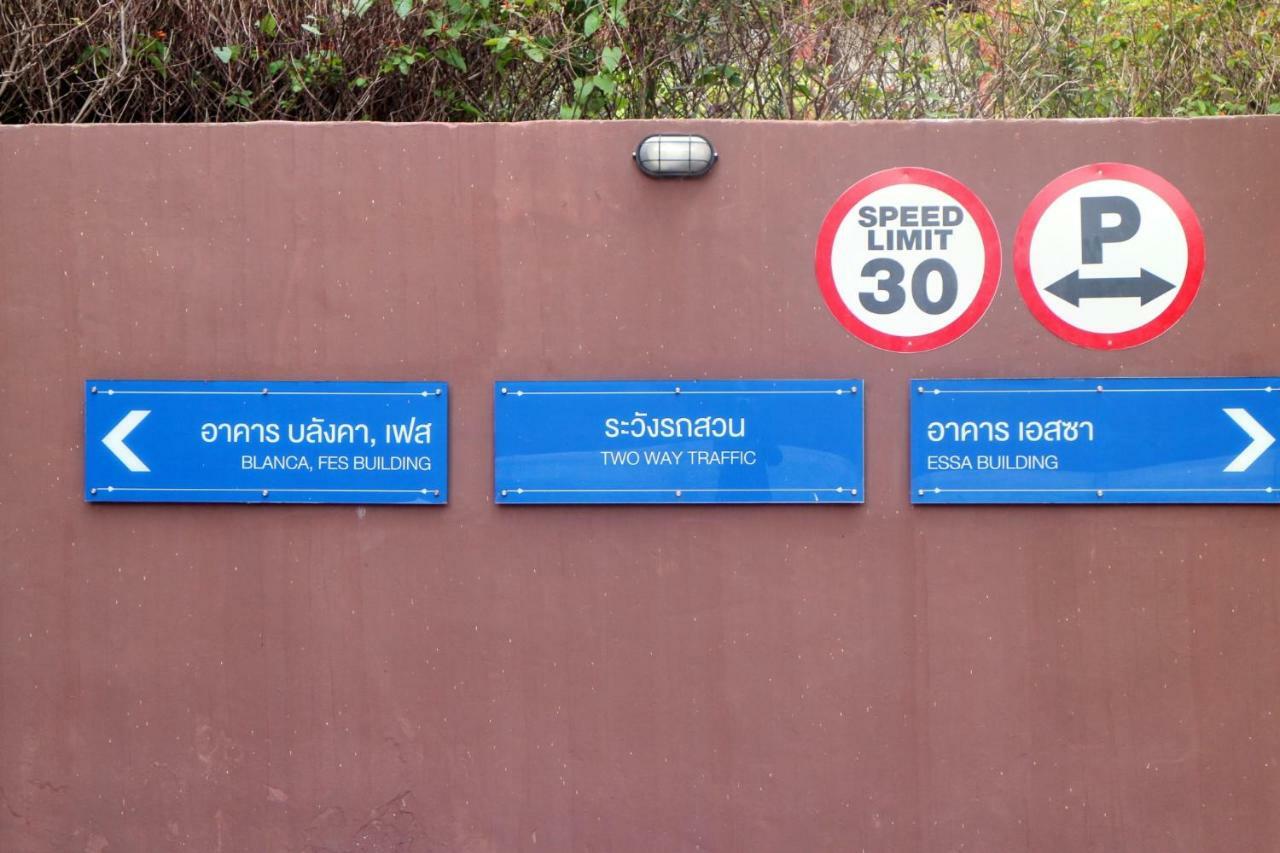 SPEED
LIMIT
30
P
อาคาร บลังคา, เฟส
BLANCA, FES BUILDING
ระวังรถสวน
TWO WAY TRAFFIC
อาคาร เอสซา
ESSA BUILDING